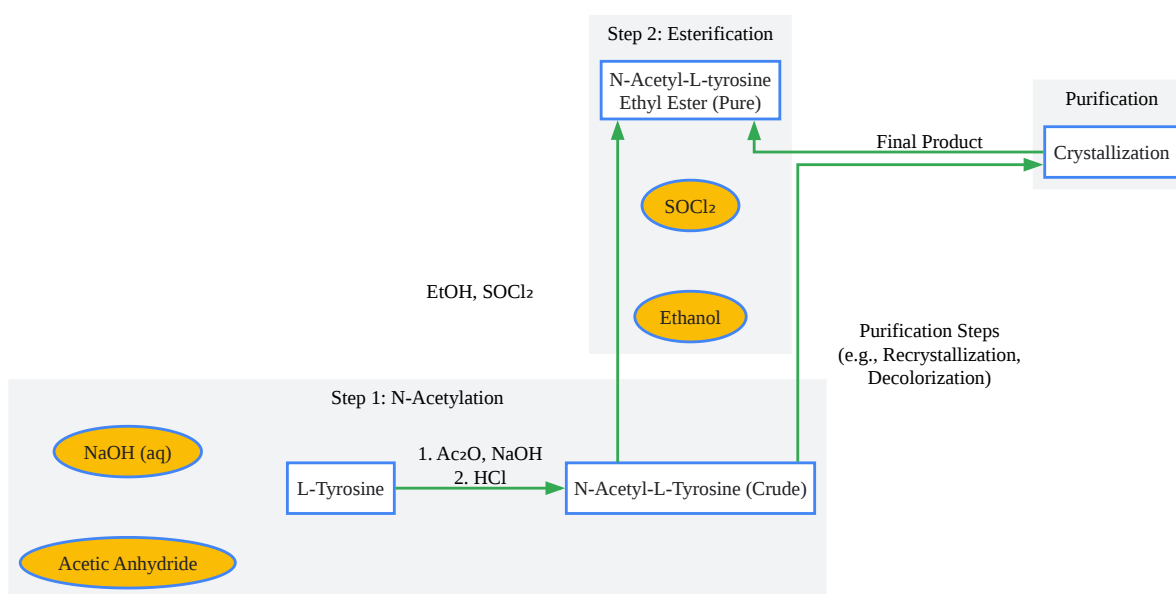 Step 2: Esterification
N-Acetyl-L-tyrosine
Ethyl Ester (Pure)
Purification
Final Product
Crystallization
SOCl₂
EtOH, SOCl₂
Ethanol
Purification Steps
(e.g., Recrystallization,
Decolorization)
Step 1: N-Acetylation
NaOH (aq)
1. Ac₂O, NaOH
2. HCl
L-Tyrosine
N-Acetyl-L-Tyrosine (Crude)
Acetic Anhydride